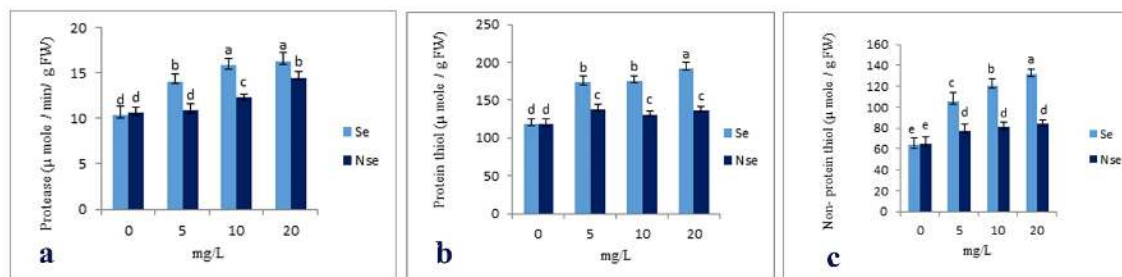 Protease (µ mole / min/ g FW)
20
15
10
5
0
d d b d a c a b
Se
Nse
0 5 10 20
mg/L
a
Protein thiol (µ mole / g FW)
250
200
150
100
50
0
d d b c b c a c
Se
Nse
0 5 10 20
mg/L
b
Non- protein thiol (µ mole / g FW)
160
140
120
100
80
60
40
20
0
e e c d b d a d
Se
Nse
0 5 10 20
mg/L
c